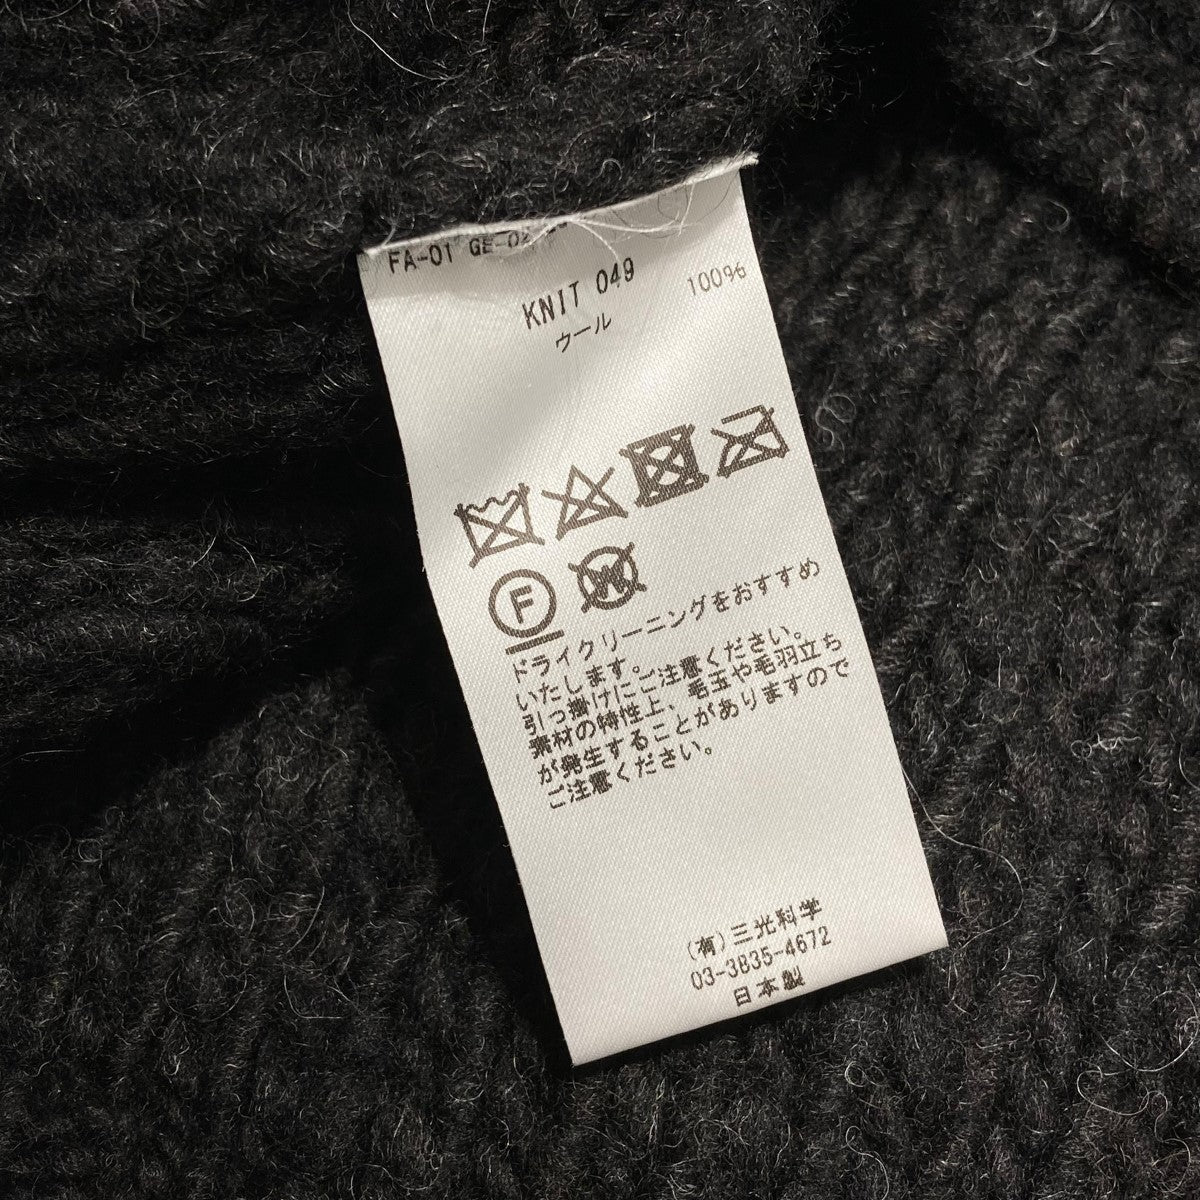 FA-01 GE-02
KNIT 049
ウール 100%
F
W
ドライクリーニングをおすすめ
いたします。
引っ掛けにご注意ください。
素材の特性上、毛玉や毛羽立ち
が発生することがありますので
ご注意ください。
(有)三光科学
03-3835-4672
日本製